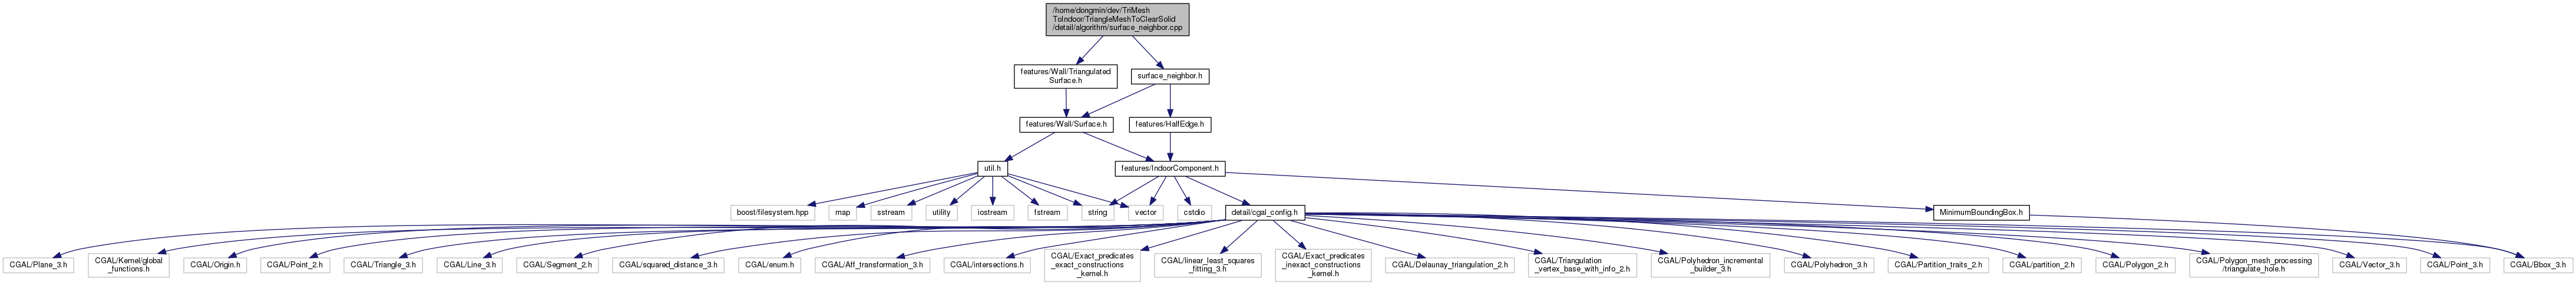 /home/dongmin/dev/TriMesh
ToIndoor/TriangleMeshToClearSolid
/detail/algorithm/surface_neighbor.cpp
features/Wall/Triangulated
Surface.h
surface_neighbor.h
features/Wall/Surface.h
features/HalfEdge.h
util.h
features/IndoorComponent.h
boost/filesystem.hpp
map
sstream
utility
iostream
fstream
string
vector
cstdio
detail/cgal_config.h
MinimumBoundingBox.h
CGAL/Plane_3.h
CGAL/Kernel/global
_functions.h
CGAL/Origin.h
CGAL/Point_2.h
CGAL/Triangle_3.h
CGAL/Line_3.h
CGAL/Segment_2.h
CGAL/squared_distance_3.h
CGAL/enum.h
CGAL/Aff_transformation_3.h
CGAL/intersections.h
CGAL/Exact_predicates
_exact_constructions
_kernel.h
CGAL/linear_least_squares
_fitting_3.h
CGAL/Exact_predicates
_inexact_constructions
_kernel.h
CGAL/Delaunay_triangulation_2.h
CGAL/Triangulation
_vertex_base_with_info_2.h
CGAL/Polyhedron_incremental
_builder_3.h
CGAL/Polyhedron_3.h
CGAL/Partition_traits_2.h
CGAL/partition_2.h
CGAL/Polygon_2.h
CGAL/Polygon_mesh_processing
/triangulate_hole.h
CGAL/Vector_3.h
CGAL/Point_3.h
CGAL/Bbox_3.h